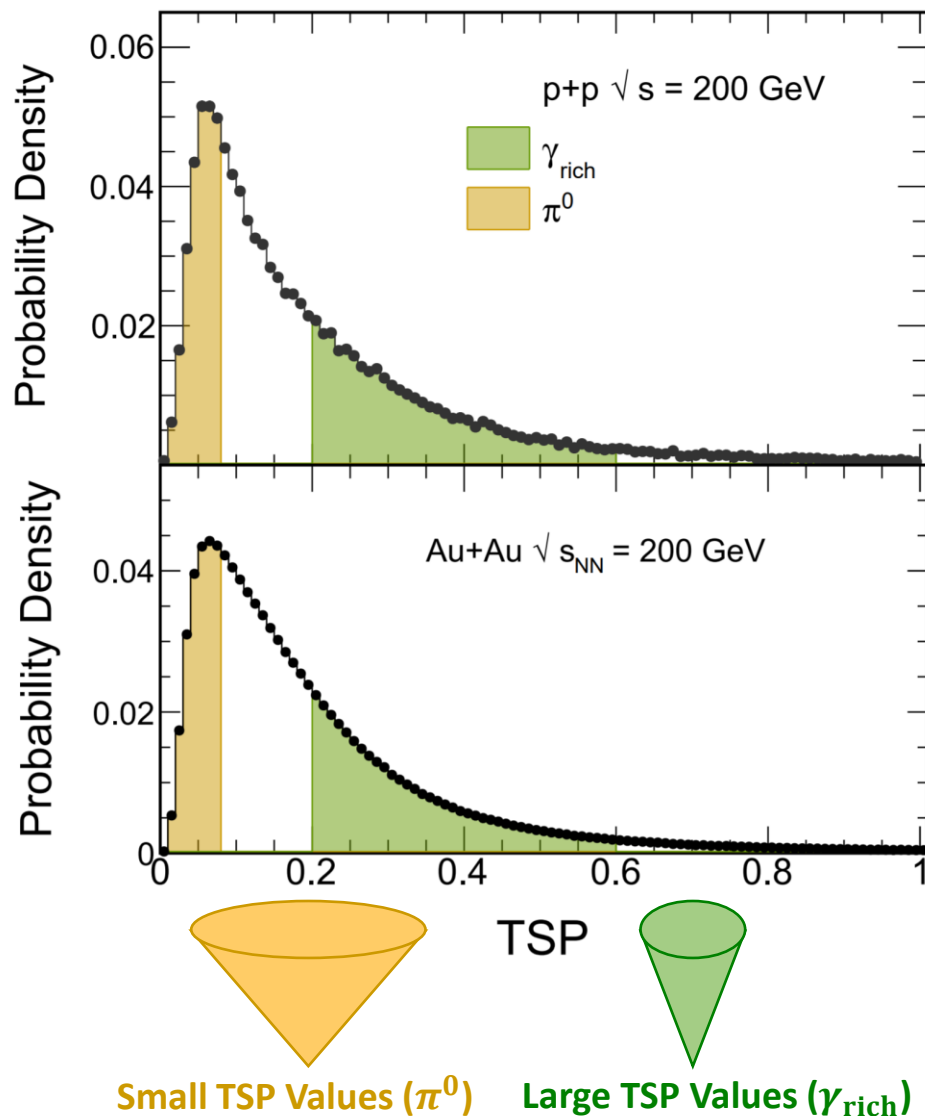 0.06
0.04
0.02
Probability Density
p+p √ s = 200 GeV
γrich
π0
0.04
0.02
0
Probability Density
Au+Au √ sNN = 200 GeV
0 0.2 0.4 0.6 0.8 1
TSP
Small TSP Values (π0)
Large TSP Values (γrich)